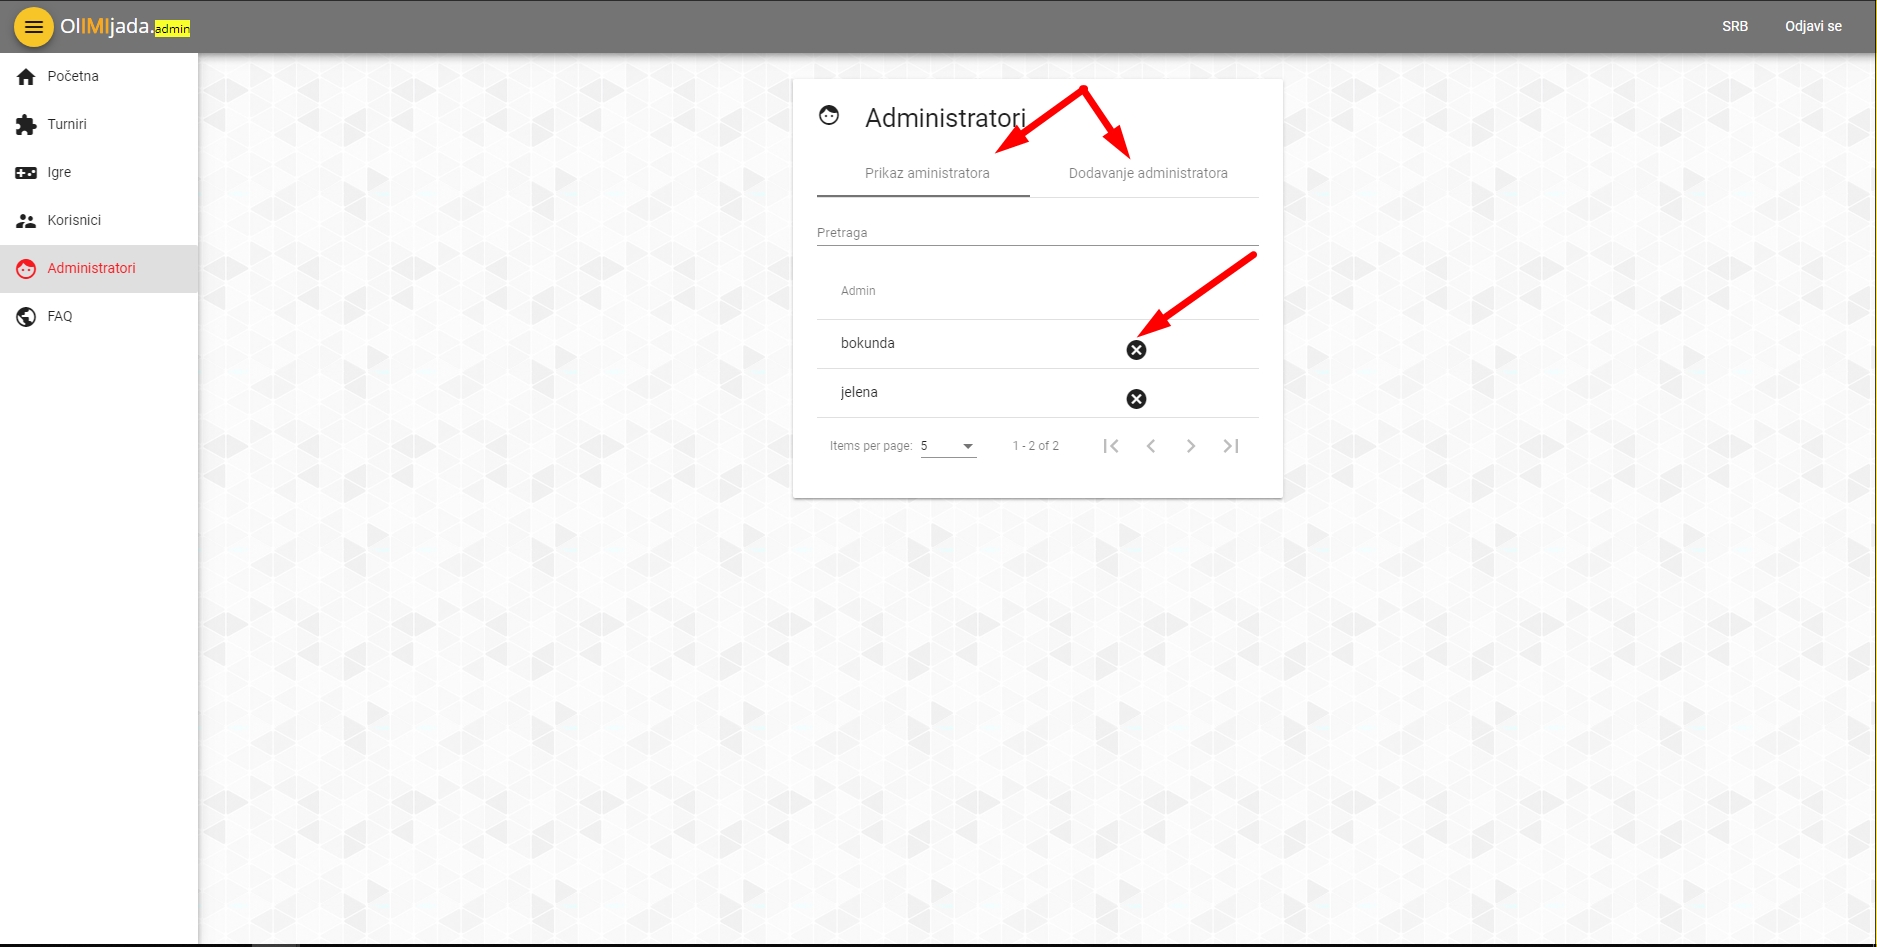 OlIMIjada.admin
SRB
Odjavi se
Početna
Turniri
Igre
Korisnici
Administratori
FAQ
Administratori
Prikaz aministratora
Dodavanje administratora
Pretraga
Admin
bokunda
jelena
Items per page: 5
1 - 2 of 2